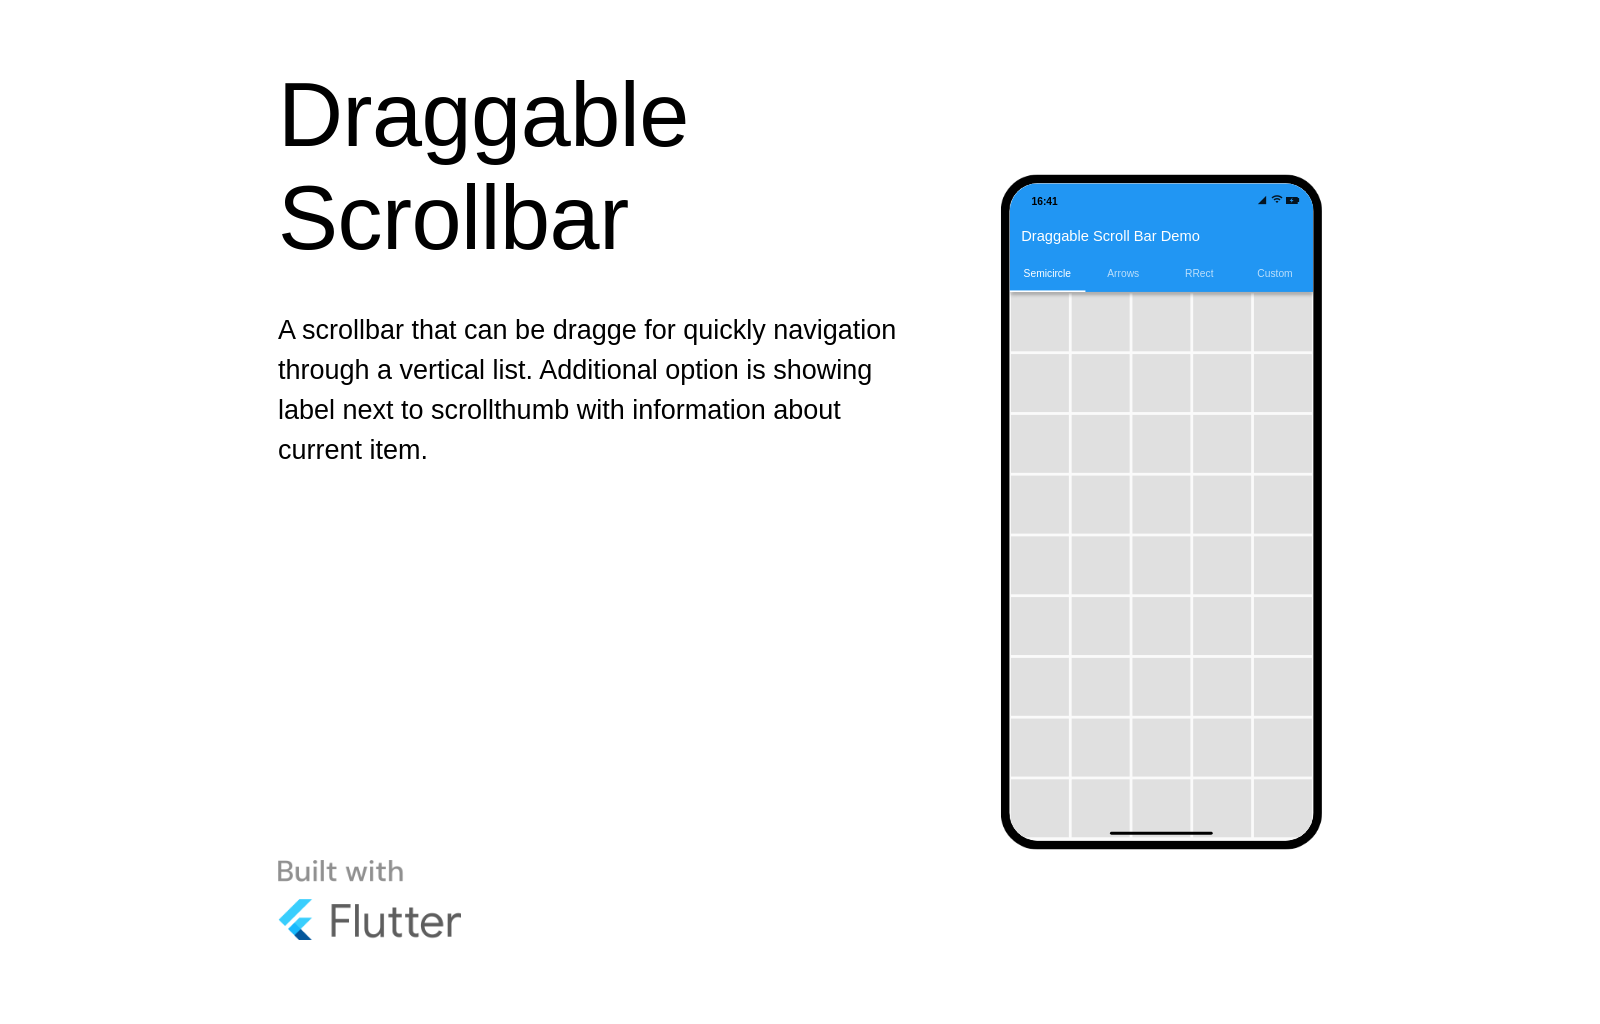 Draggable
Scrollbar
A scrollbar that can be dragge for quickly navigation
through a vertical list. Additional option is showing
label next to scrollthumb with information about
current item.
16:41
Draggable Scroll Bar Demo
Semicircle Arrows RRect Custom
Built with
Flutter